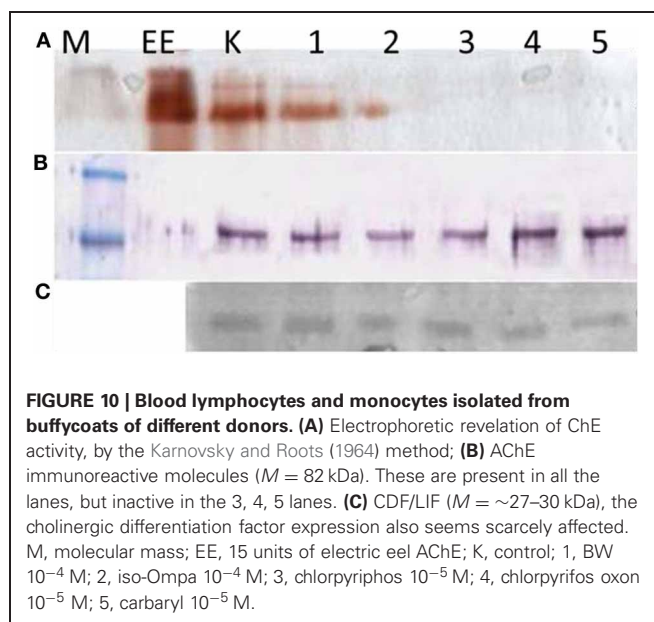 A M EE K 1 2 3 4 5
B
C
FIGURE 10 | Blood lymphocytes and monocytes isolated from
buffycoats of different donors. (A) Electrophoretic revelation of ChE
activity, by the Karnovsky and Roots (1964) method; (B) AChE
immunoreactive molecules (M = 82 kDa). These are present in all the
lanes, but inactive in the 3, 4, 5 lanes. (C) CDF/LIF (M = ~27–30 kDa), the
cholinergic differentiation factor expression also seems scarcely affected.
M, molecular mass; EE, 15 units of electric eel AChE; K, control; 1, BW
10⁻⁴ M; 2, iso-Ompa 10⁻⁴ M; 3, chlorpyriphos 10⁻⁵ M; 4, chlorpyrifos oxon
10⁻⁵ M; 5, carbaryl 10⁻⁵ M.